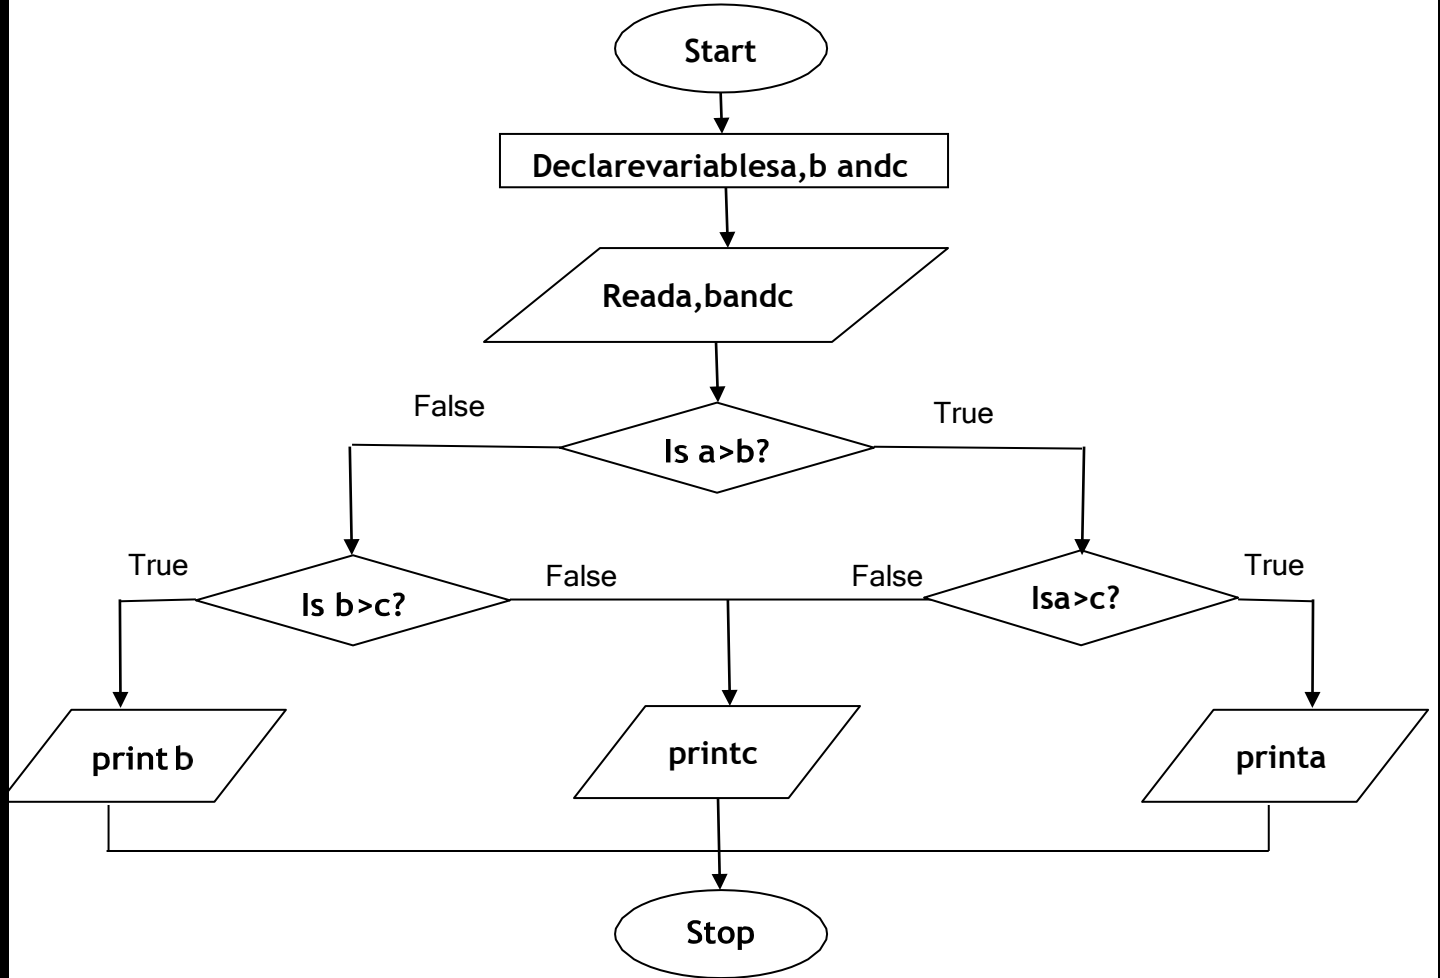 Start
Declarevariablesa,b andc
Reada,bandc
False
True
Is a>b?
True
False
False
True
Is b>c?
Isa>c?
print b
printc
printa
Stop